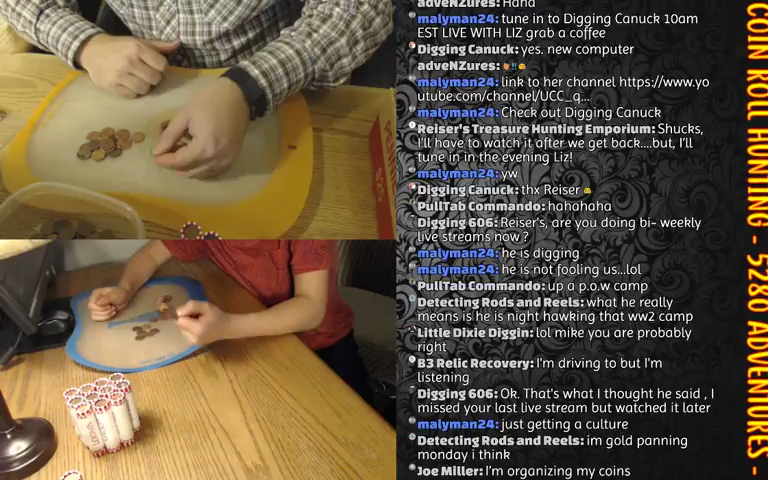 adveNZures: Haha
malyman24: tune in to Digging Canuck 10am
EST LIVE WITH LIZ grab a coffee
Digging Canuck: yes. new computer
adveNZures:
malyman24: link to her channel https://www.yo
utube.com/channel/UCC_q...
malyman24: Check out Digging Canuck
Reiser's Treasure Hunting Emporium: Shucks,
I'll have to watch it after we get back....but, I'll
tune in in the evening Liz!
malyman24: yw
Digging Canuck: thx Reiser
PullTab Commando: hahahaha
Digging 606: Reiser's, are you doing bi- weekly
live streams now ?
malyman24: he is digging
malyman24: he is not fooling us...lol
PullTab Commando: up a p.o.w camp
Detecting Rods and Reels: what he really
means is he is night hawking that ww2 camp
Little Dixie Diggin: lol mike you are probably
right
B3 Relic Recovery: I'm driving to but I'm
listening
Digging 606: Ok. That's what I thought he said , I
missed your last live stream but watched it later
malyman24: just getting a culture
Detecting Rods and Reels: im gold panning
monday i think
Joe Miller: I'm organizing my coins
COIN ROLL HUNTING - 5280 ADVENTURES -